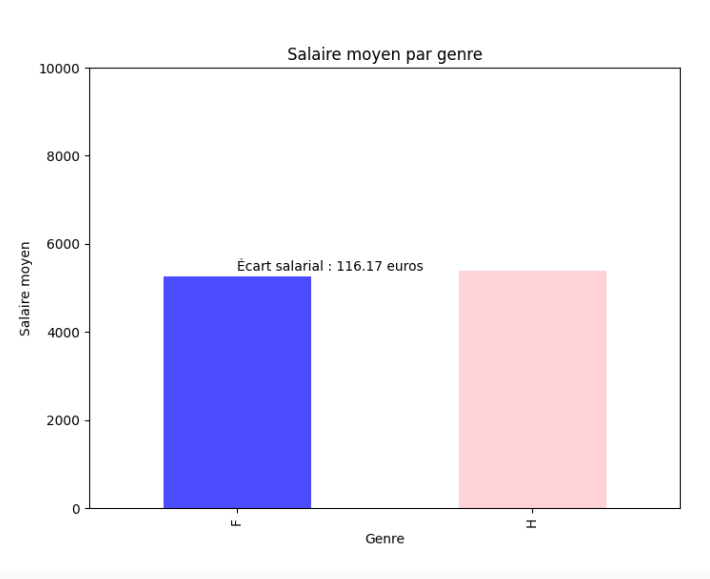 Salaire moyen par genre
10000
8000
6000
4000
2000
0
Salaire moyen
Écart salarial : 116.17 euros
F
H
Genre